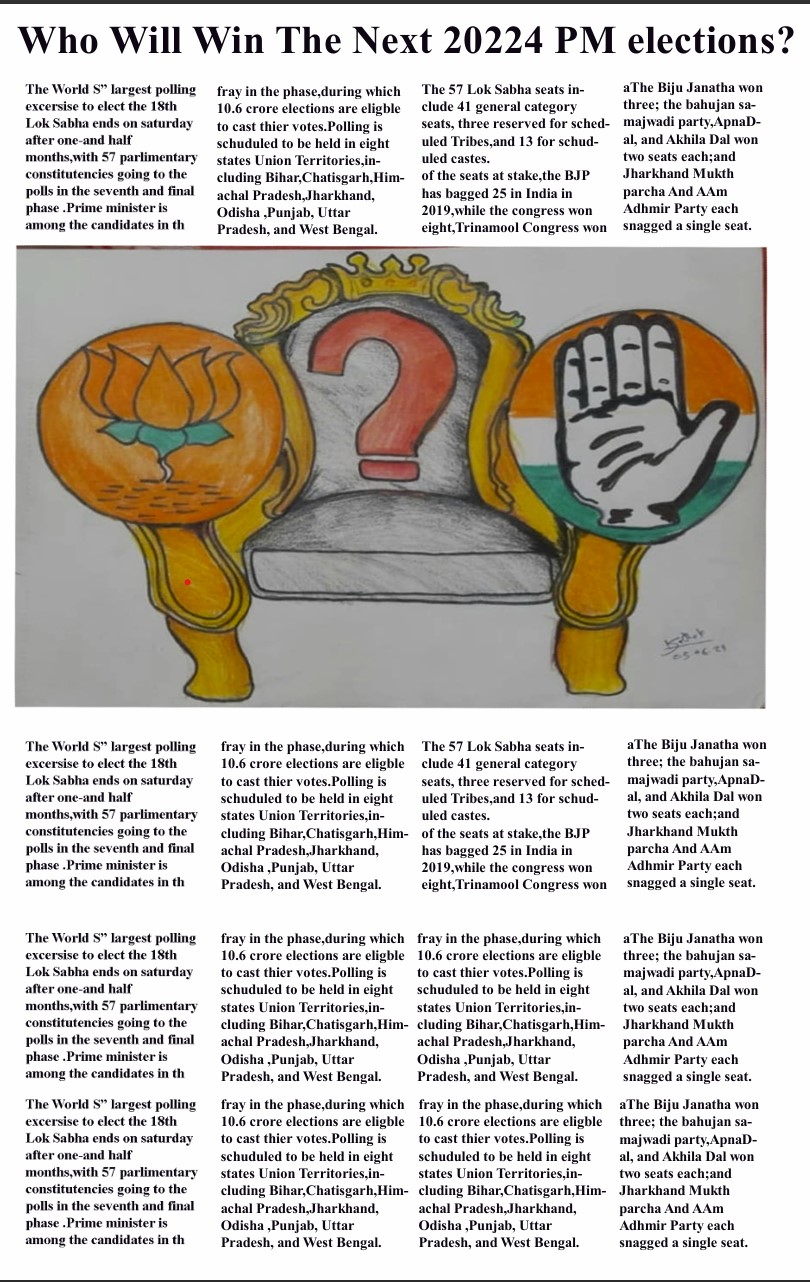 Who Will Win The Next 20224 PM elections?
The World S” largest polling
excersise to elect the 18th
Lok Sabha ends on saturday
after one-and half
months,with 57 parlimentary
constitutencies going to the
polls in the seventh and final
phase .Prime minister is
among the candidates in th
fray in the phase,during which
10.6 crore elections are eligble
to cast thier votes.Polling is
schuduled to be held in eight
states Union Territories,in-
cluding Bihar,Chatisgarh,Him-
achal Pradesh,Jharkhand,
Odisha ,Punjab, Uttar
Pradesh, and West Bengal.
The 57 Lok Sabha seats in-
clude 41 general category
seats, three reserved for sched-
uled Tribes,and 13 for schud-
uled castes.
of the seats at stake,the BJP
has bagged 25 in India in
2019,while the congress won
eight,Trinamool Congress won
aThe Biju Janatha won
three; the bahujan sa-
majwadi party,ApnaD-
al, and Akhila Dal won
two seats each;and
Jharkhand Mukth
parcha And AAm
Adhmir Party each
snagged a single seat.
?
03.06.24
The World S” largest polling
excersise to elect the 18th
Lok Sabha ends on saturday
after one-and half
months,with 57 parlimentary
constitutencies going to the
polls in the seventh and final
phase .Prime minister is
among the candidates in th
fray in the phase,during which
10.6 crore elections are eligble
to cast thier votes.Polling is
schuduled to be held in eight
states Union Territories,in-
cluding Bihar,Chatisgarh,Him-
achal Pradesh,Jharkhand,
Odisha ,Punjab, Uttar
Pradesh, and West Bengal.
The 57 Lok Sabha seats in-
clude 41 general category
seats, three reserved for sched-
uled Tribes,and 13 for schud-
uled castes.
of the seats at stake,the BJP
has bagged 25 in India in
2019,while the congress won
eight,Trinamool Congress won
aThe Biju Janatha won
three; the bahujan sa-
majwadi party,ApnaD-
al, and Akhila Dal won
two seats each;and
Jharkhand Mukth
parcha And AAm
Adhmir Party each
snagged a single seat.
The World S” largest polling
excersise to elect the 18th
Lok Sabha ends on saturday
after one-and half
months,with 57 parlimentary
constitutencies going to the
polls in the seventh and final
phase .Prime minister is
among the candidates in th
fray in the phase,during which
10.6 crore elections are eligble
to cast thier votes.Polling is
schuduled to be held in eight
states Union Territories,in-
cluding Bihar,Chatisgarh,Him-
achal Pradesh,Jharkhand,
Odisha ,Punjab, Uttar
Pradesh, and West Bengal.
fray in the phase,during which
10.6 crore elections are eligble
to cast thier votes.Polling is
schuduled to be held in eight
states Union Territories,in-
cluding Bihar,Chatisgarh,Him-
achal Pradesh,Jharkhand,
Odisha ,Punjab, Uttar
Pradesh, and West Bengal.
aThe Biju Janatha won
three; the bahujan sa-
majwadi party,ApnaD-
al, and Akhila Dal won
two seats each;and
Jharkhand Mukth
parcha And AAm
Adhmir Party each
snagged a single seat.
The World S” largest polling
excersise to elect the 18th
Lok Sabha ends on saturday
after one-and half
months,with 57 parlimentary
constitutencies going to the
polls in the seventh and final
phase .Prime minister is
among the candidates in th
fray in the phase,during which
10.6 crore elections are eligble
to cast thier votes.Polling is
schuduled to be held in eight
states Union Territories,in-
cluding Bihar,Chatisgarh,Him-
achal Pradesh,Jharkhand,
Odisha ,Punjab, Uttar
Pradesh, and West Bengal.
fray in the phase,during which
10.6 crore elections are eligble
to cast thier votes.Polling is
schuduled to be held in eight
states Union Territories,in-
cluding Bihar,Chatisgarh,Him-
achal Pradesh,Jharkhand,
Odisha ,Punjab, Uttar
Pradesh, and West Bengal.
aThe Biju Janatha won
three; the bahujan sa-
majwadi party,ApnaD-
al, and Akhila Dal won
two seats each;and
Jharkhand Mukth
parcha And AAm
Adhmir Party each
snagged a single seat.